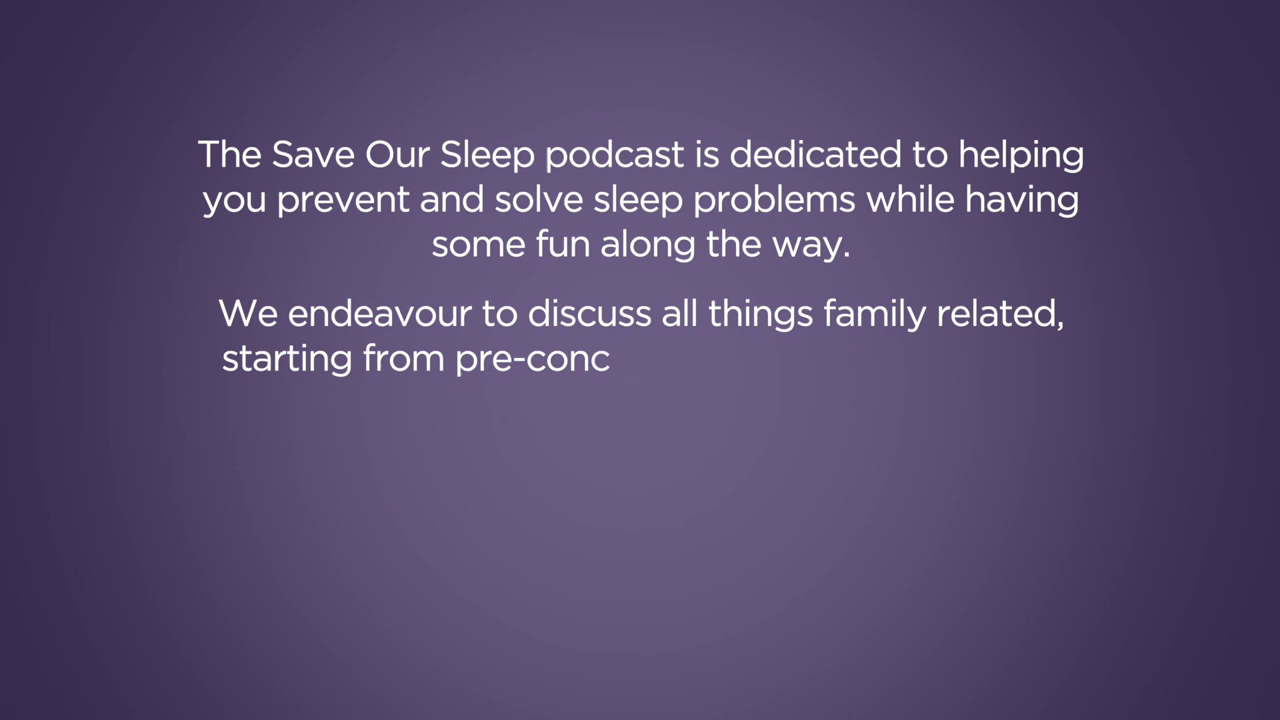 The Save Our Sleep podcast is dedicated to helping
you prevent and solve sleep problems while having
some fun along the way.
We endeavour to discuss all things family related,
starting from pre-conc